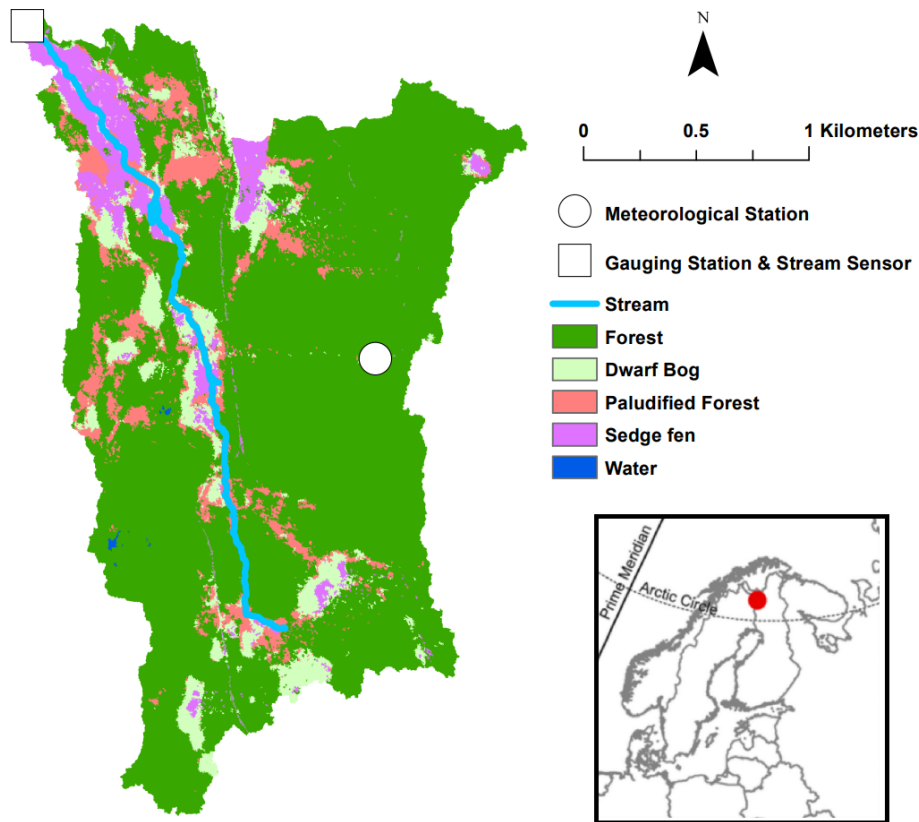 N
0 0.5 1 Kilometers
Meteorological Station
Gauging Station & Stream Sensor
Stream
Forest
Dwarf Bog
Paludified Forest
Sedge fen
Water
Prime Meridian
Arctic Circle